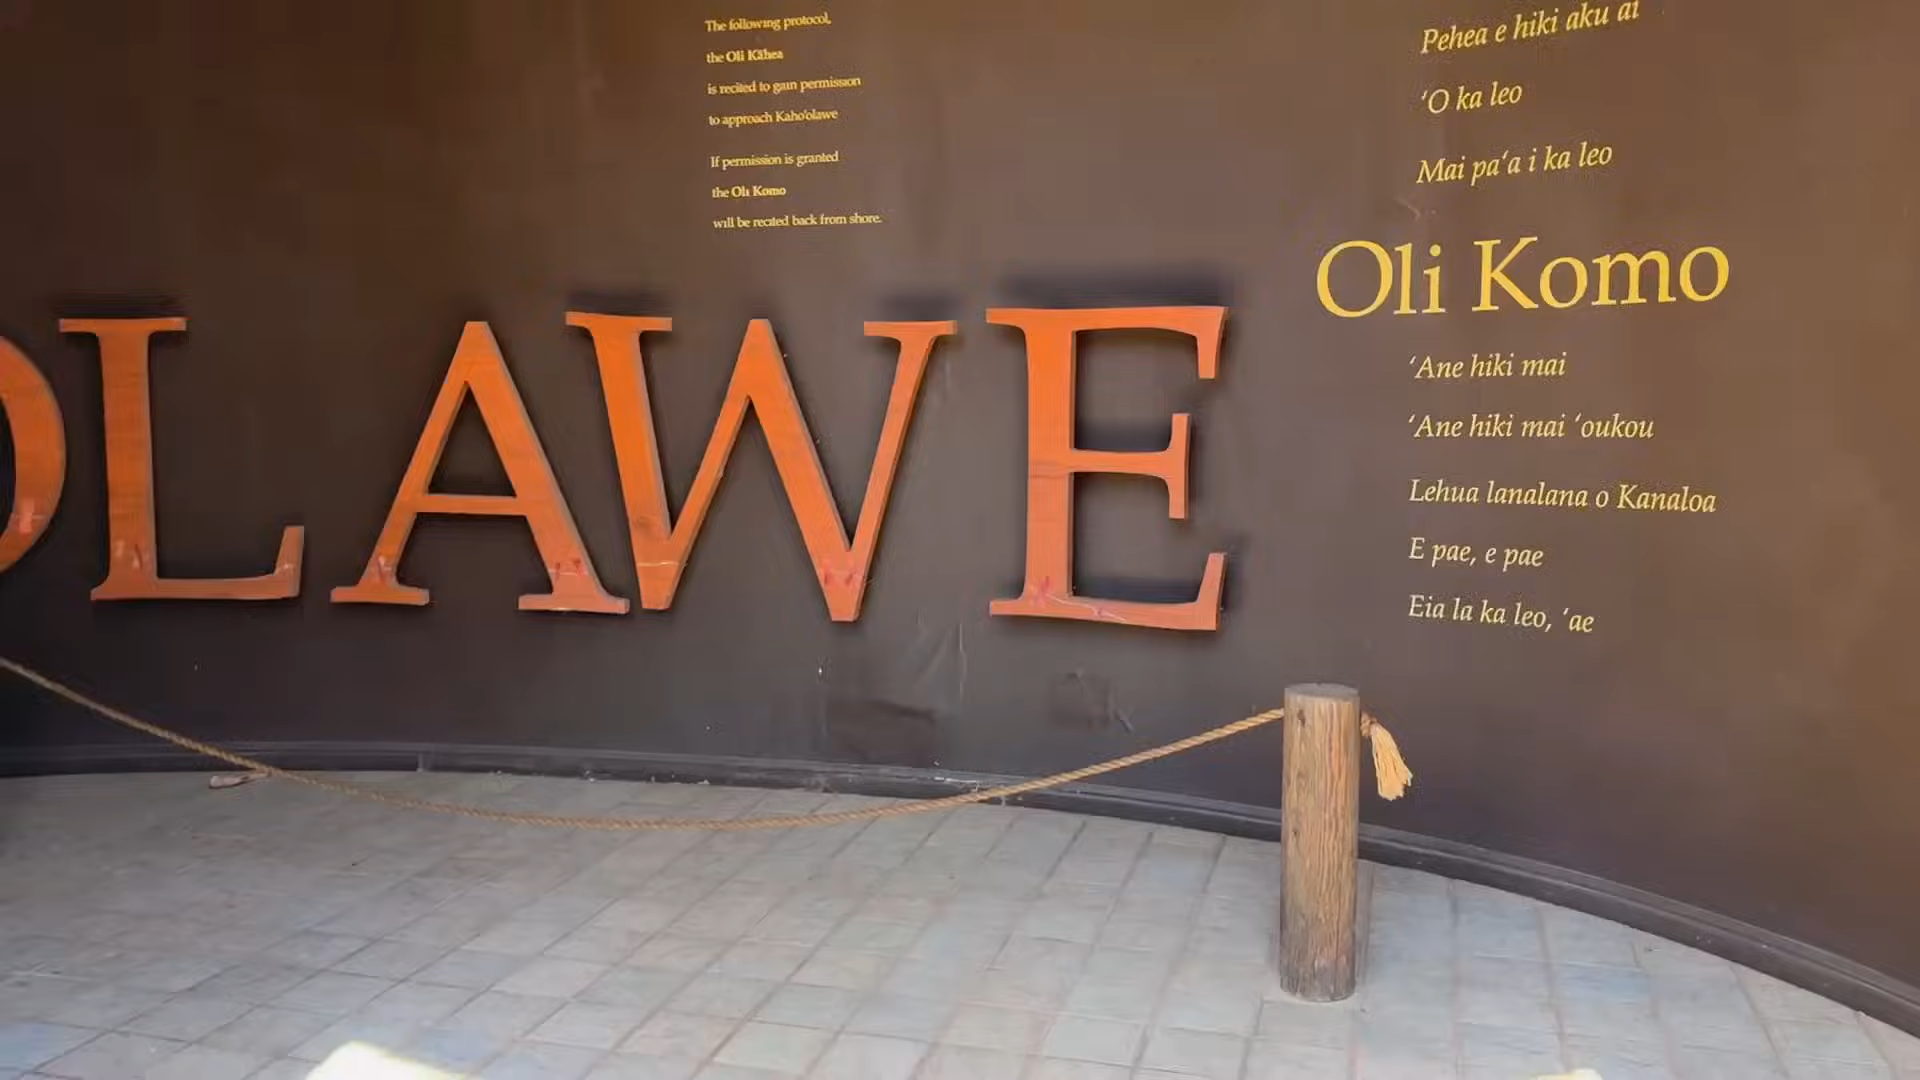 The following protocol,
the Oli Kāhea
is recited to gain permission
to approach Kaho'olawe
If permission is granted
the Oli Komo
will be recited back from shore.
OLAWE
Pehea e hiki aku ai
'O ka leo
Mai pa'a i ka leo
Oli Komo
'Ane hiki mai
'Ane hiki mai 'oukou
Lehua lanalana o Kanaloa
E pae, e pae
Eia la ka leo, 'ae